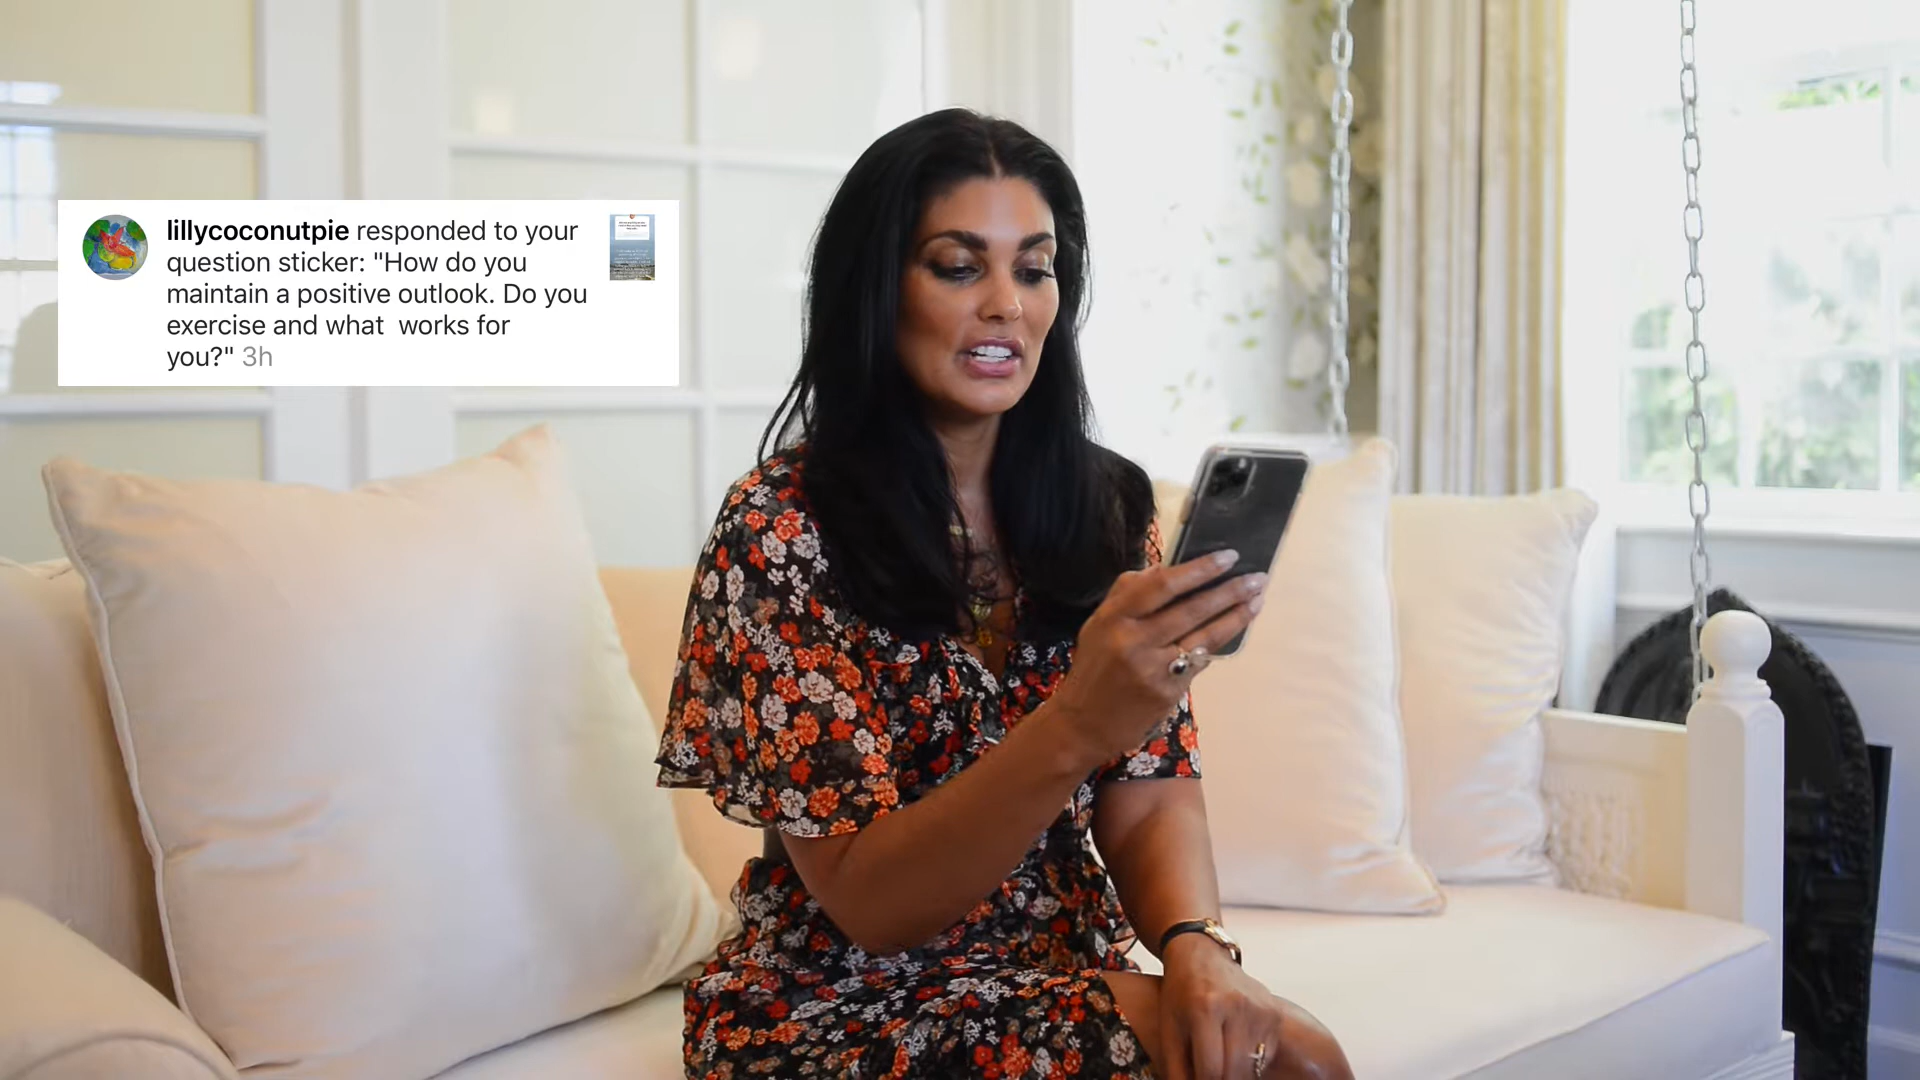 lillycoconutpie responded to your
question sticker: "How do you
maintain a positive outlook. Do you
exercise and what  works for
you?" 3h